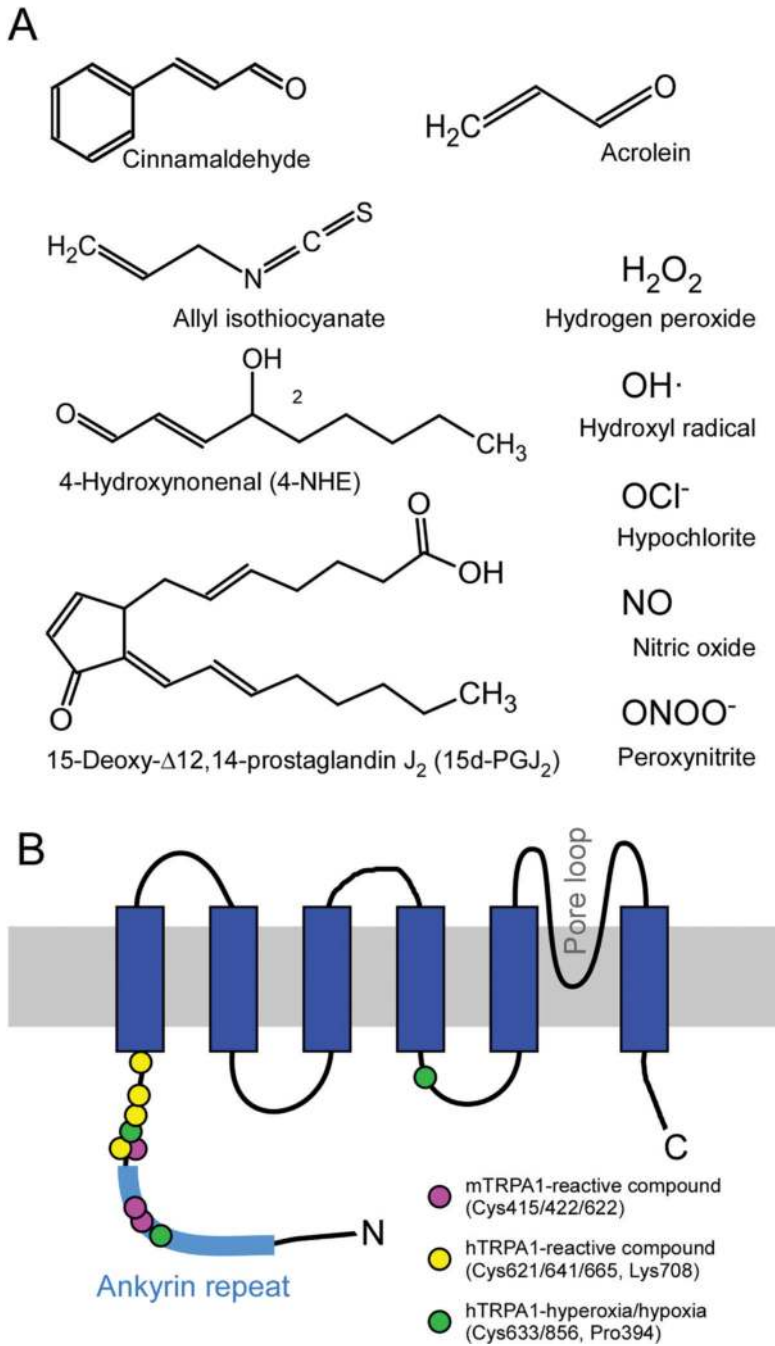 A
O
Cinnamaldehyde
H₂C
O
Acrolein
H₂C
N
C
S
Allyl isothiocyanate
H₂O₂
Hydrogen peroxide
O
OH
2
CH₃
4-Hydroxynonenal (4-NHE)
OH·
Hydroxyl radical
OCl⁻
Hypochlorite
O
OH
O
CH₃
15-Deoxy-Δ12,14-prostaglandin J₂ (15d-PGJ₂)
NO
Nitric oxide
ONOO⁻
Peroxynitrite
B
Pore loop
C
N
Ankyrin repeat
mTRPA1-reactive compound
(Cys415/422/622)
hTRPA1-reactive compound
(Cys621/641/665, Lys708)
hTRPA1-hyperoxia/hypoxia
(Cys633/856, Pro394)